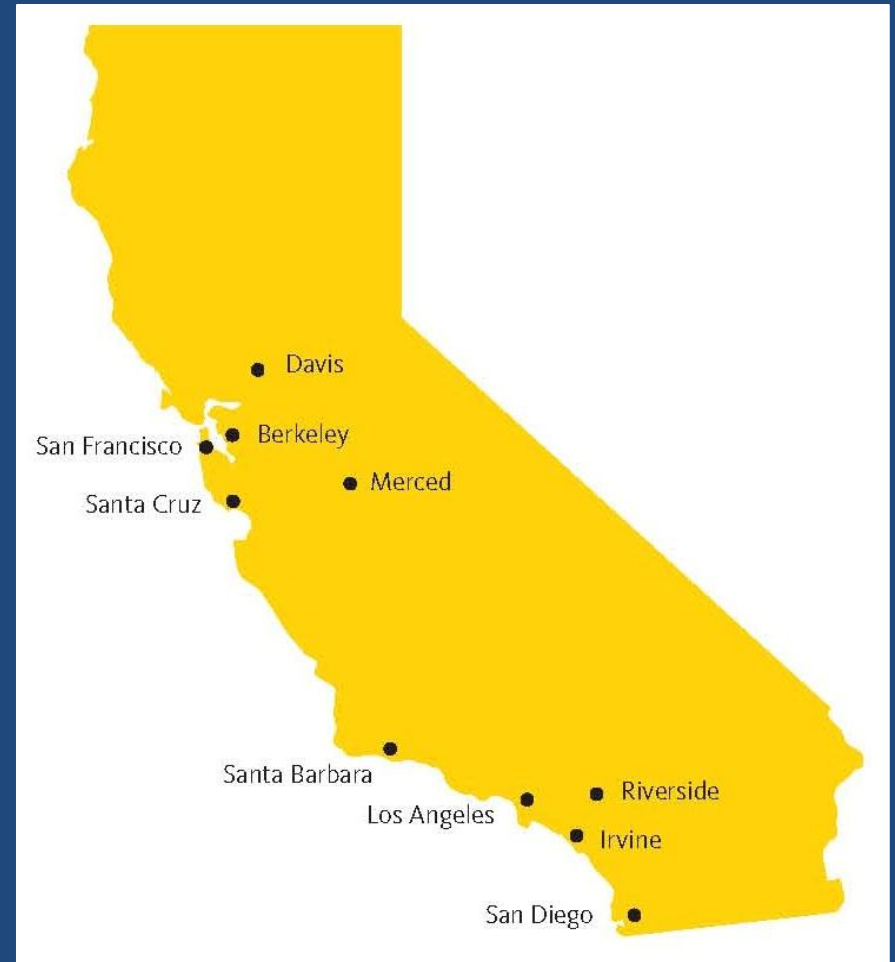 Davis
Berkeley
San Francisco
Merced
Santa Cruz
Santa Barbara
Riverside
Los Angeles
Irvine
San Diego